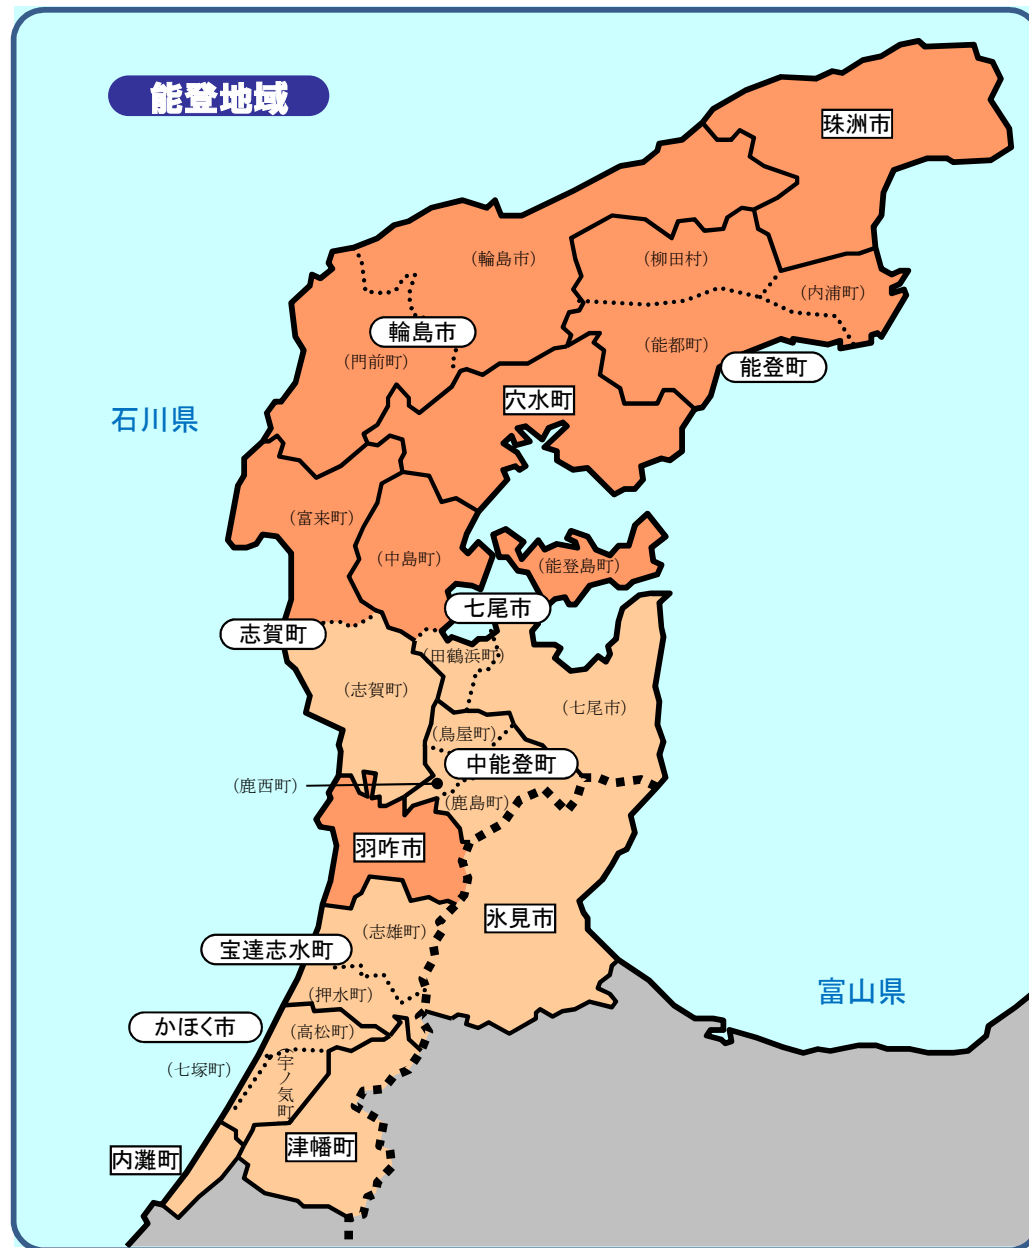 能登地域
珠洲市
（輪島市）
（柳田村）
（内浦町）
輪島市
（門前町）
（能都町）
能登町
穴水町
石川県
（富来町）
（中島町）
（能登島町）
七尾市
志賀町
（田鶴浜町）
（志賀町）
（七尾市）
（鳥屋町）
中能登町
（鹿西町）
（鹿島町）
羽咋市
氷見市
（志雄町）
宝達志水町
富山県
（押水町）
かほく市
（高松町）
（七塚町）
（宇ノ気町）
津幡町
内灘町